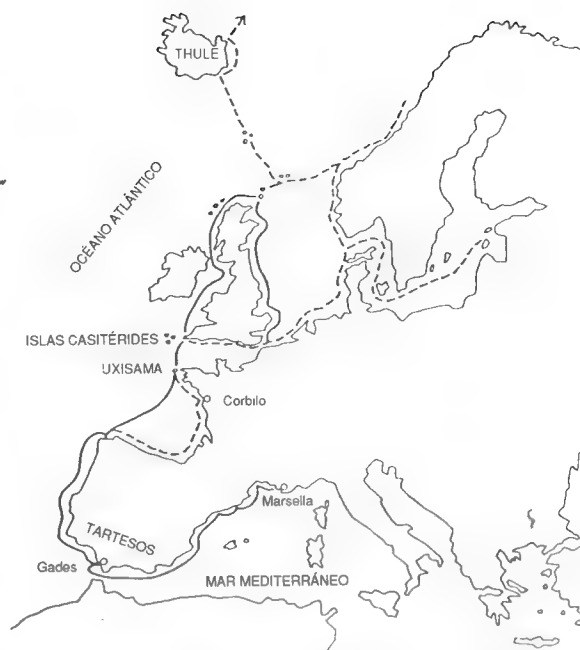 THULE
OCÉANO ATLÁNTICO
ISLAS CASITÉRIDES
UXISAMA
Corbilo
Marsella
TARTESOS
Gades
MAR MEDITERRÁNEO